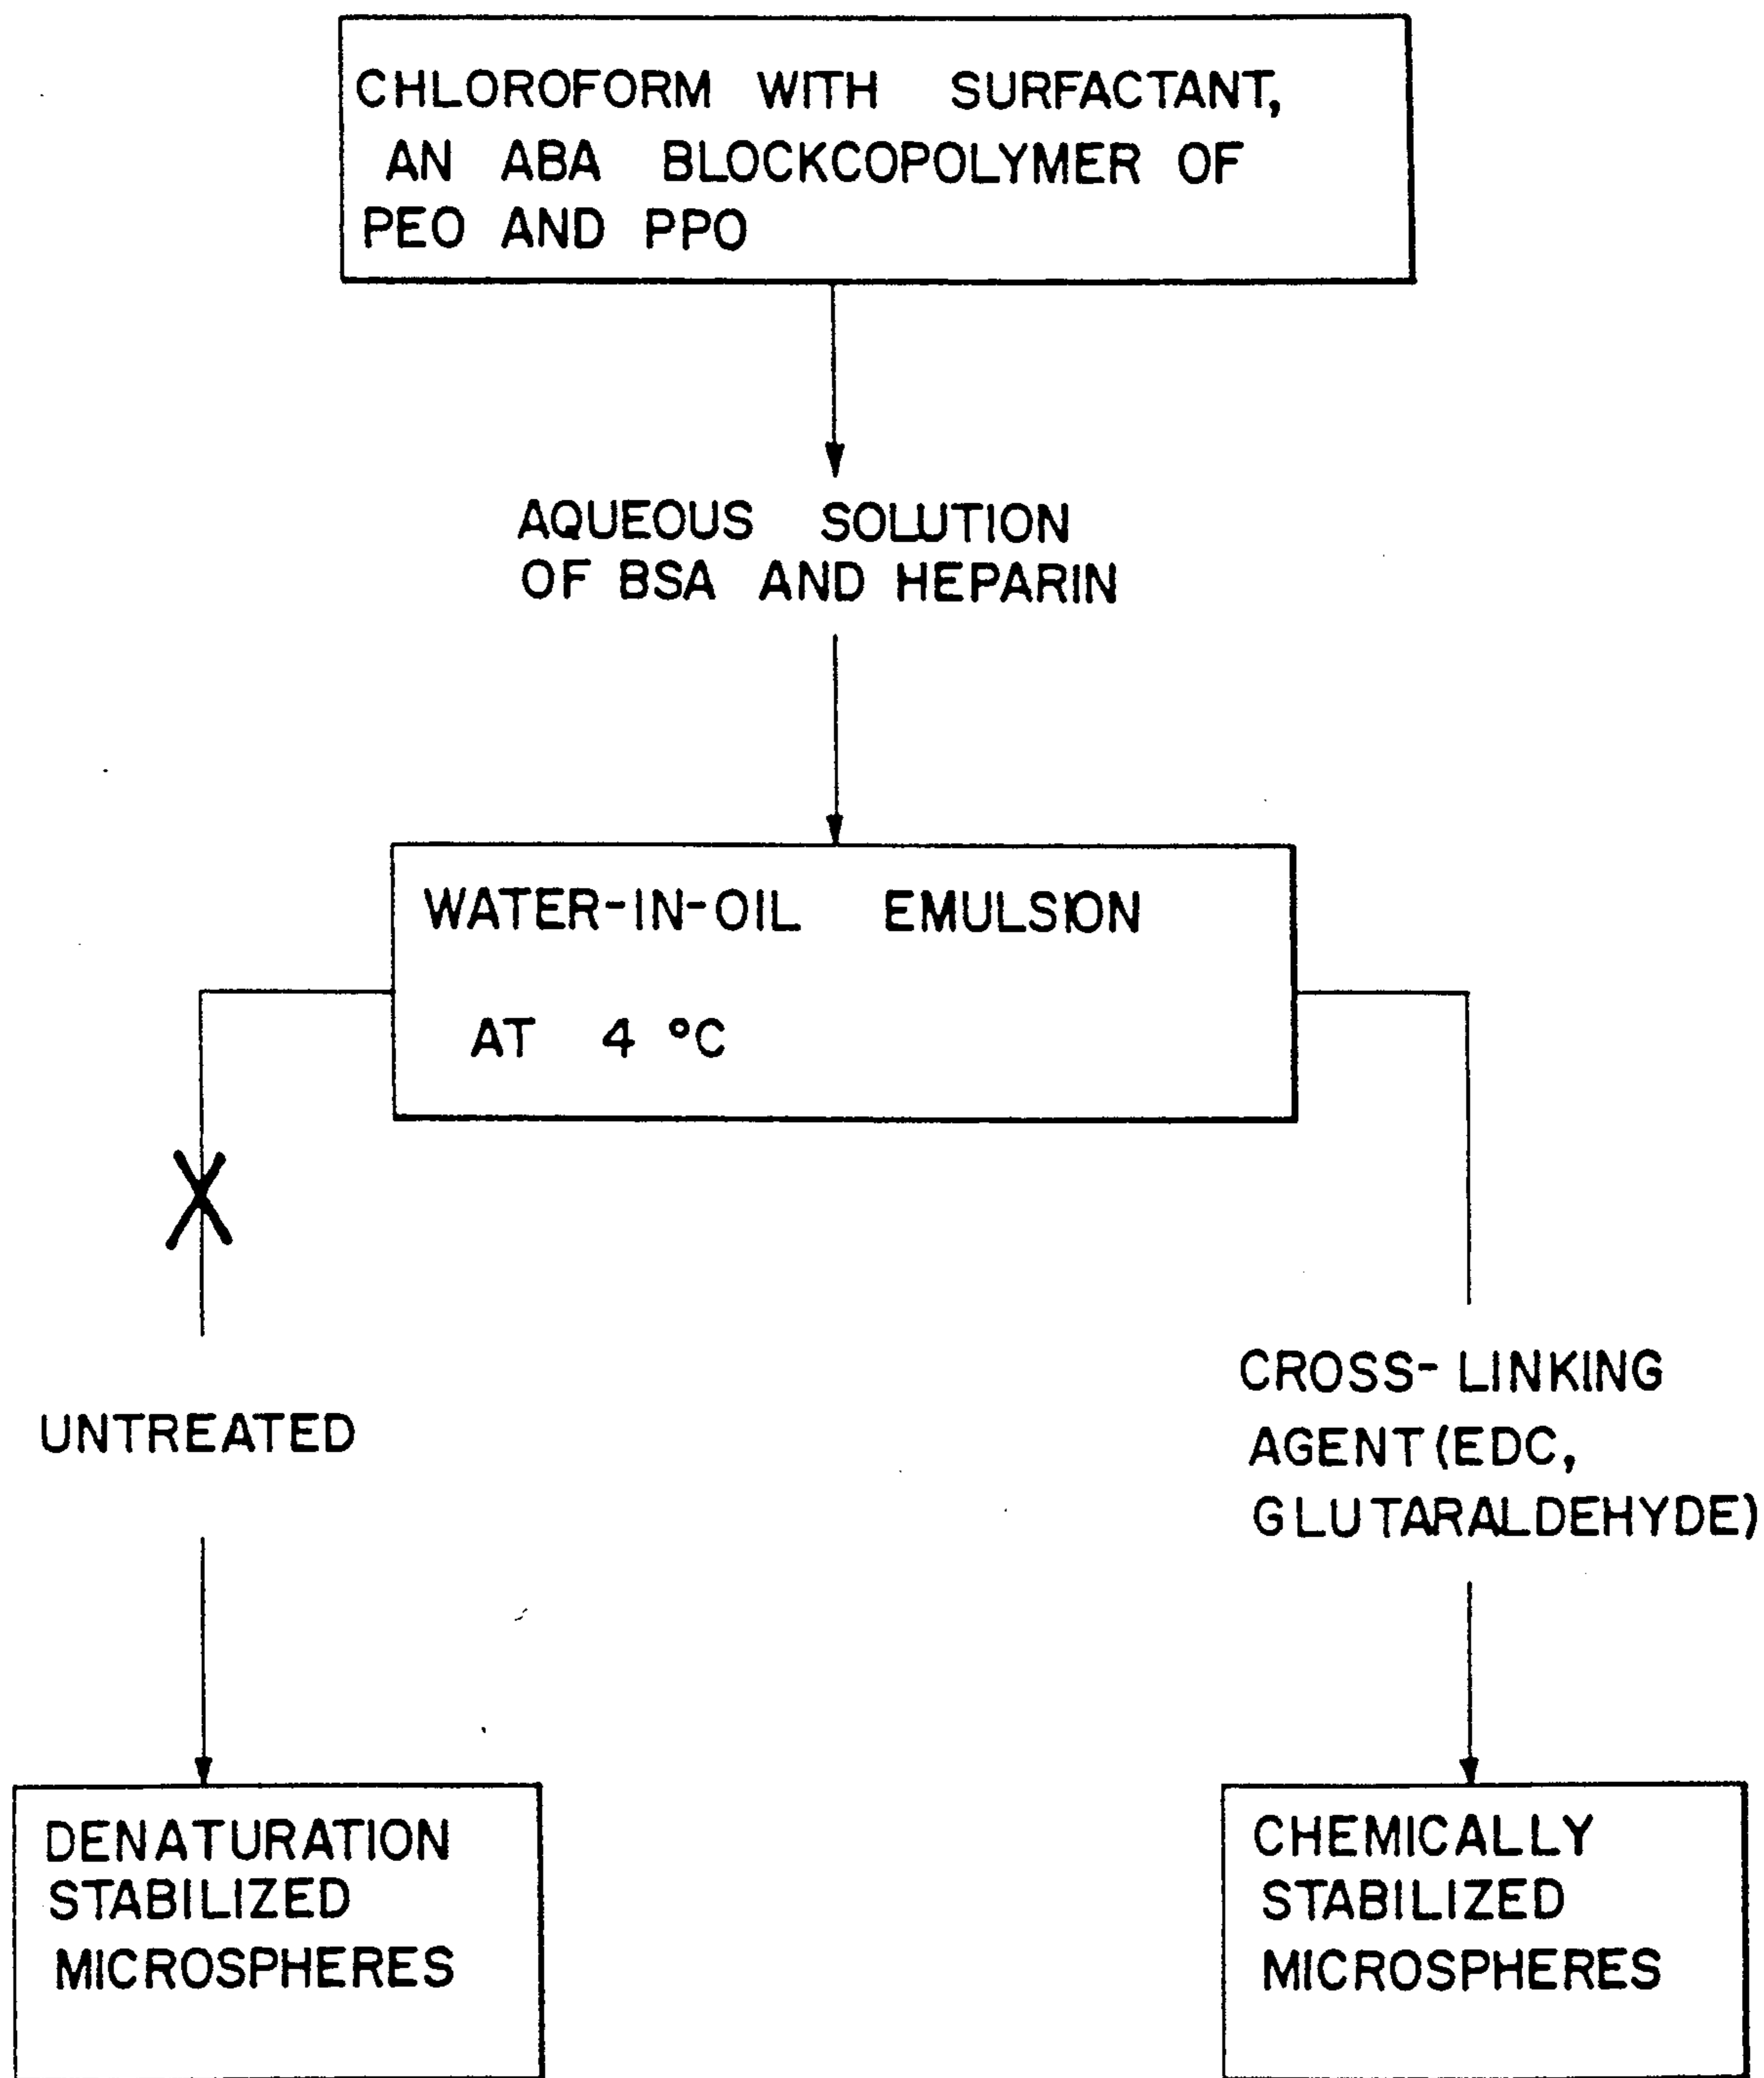 CHLOROFORM WITH SURFACTANT,
AN ABA BLOCKCOPOLYMER OF
PEO AND PPO
AQUEOUS SOLUTION
OF BSA AND HEPARIN
WATER-IN-OIL EMULSION
AT 4 °C
UNTREATED
CROSS-LINKING
AGENT(EDC,
GLUTARALDEHYDE)
DENATURATION
STABILIZED
MICROSPHERES
CHEMICALLY
STABILIZED
MICROSPHERES